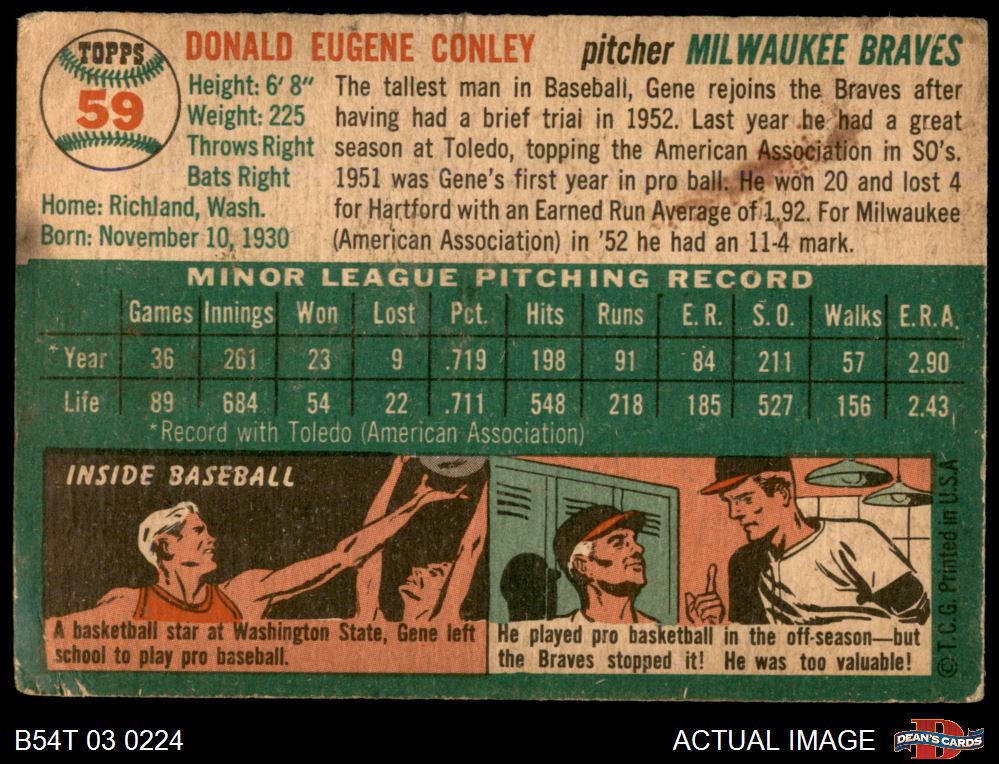 TOPPS
59
DONALD EUGENE CONLEY pitcher MILWAUKEE BRAVES
Height: 6' 8"
Weight: 225
Throws Right
Bats Right
Home: Richland, Wash.
Born: November 10, 1930
The tallest man in Baseball, Gene rejoins the Braves after
having had a brief trial in 1952. Last year he had a great
season at Toledo, topping the American Association in SO's.
1951 was Gene's first year in pro ball. He won 20 and lost 4
for Hartford with an Earned Run Average of 1.92. For Milwaukee
(American Association) in '52 he had an 11-4 mark.
MINOR LEAGUE PITCHING RECORD
Games Innings Won Lost Pct. Hits Runs E. R. S. O. Walks E.R.A.
*Year 36 261 23 9 .719 198 91 84 211 57 2.90
Life 89 684 54 22 .711 548 218 185 527 156 2.43
*Record with Toledo (American Association)
INSIDE BASEBALL
A basketball star at Washington State, Gene left
school to play pro baseball.
He played pro basketball in the off-season—but
the Braves stopped it! He was too valuable!
© T.C.G. Printed in U.S.A
B54T 03 0224
ACTUAL IMAGE
DEAN'S CARDS